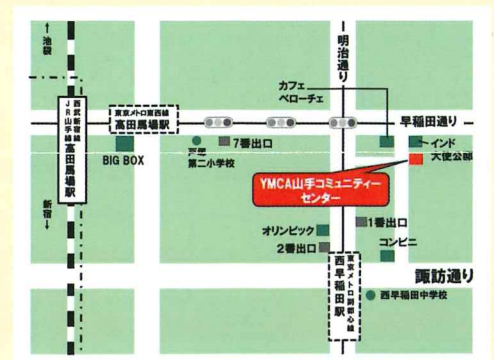 ↑池袋
明治通り
カフェ
ベローチェ
西武新宿線
JR山手線高田馬場駅
東京メトロ東西線
高田馬場駅
早稲田通り
BIG BOX
戸塚
第二小学校
7番出口
インド
大使公邸
YMCA山手コミュニティー
センター
新宿↓
オリンピック
2番出口
1番出口
コンビニ
東京メトロ副都心線
西早稲田駅
諏訪通り
西早稲田中学校